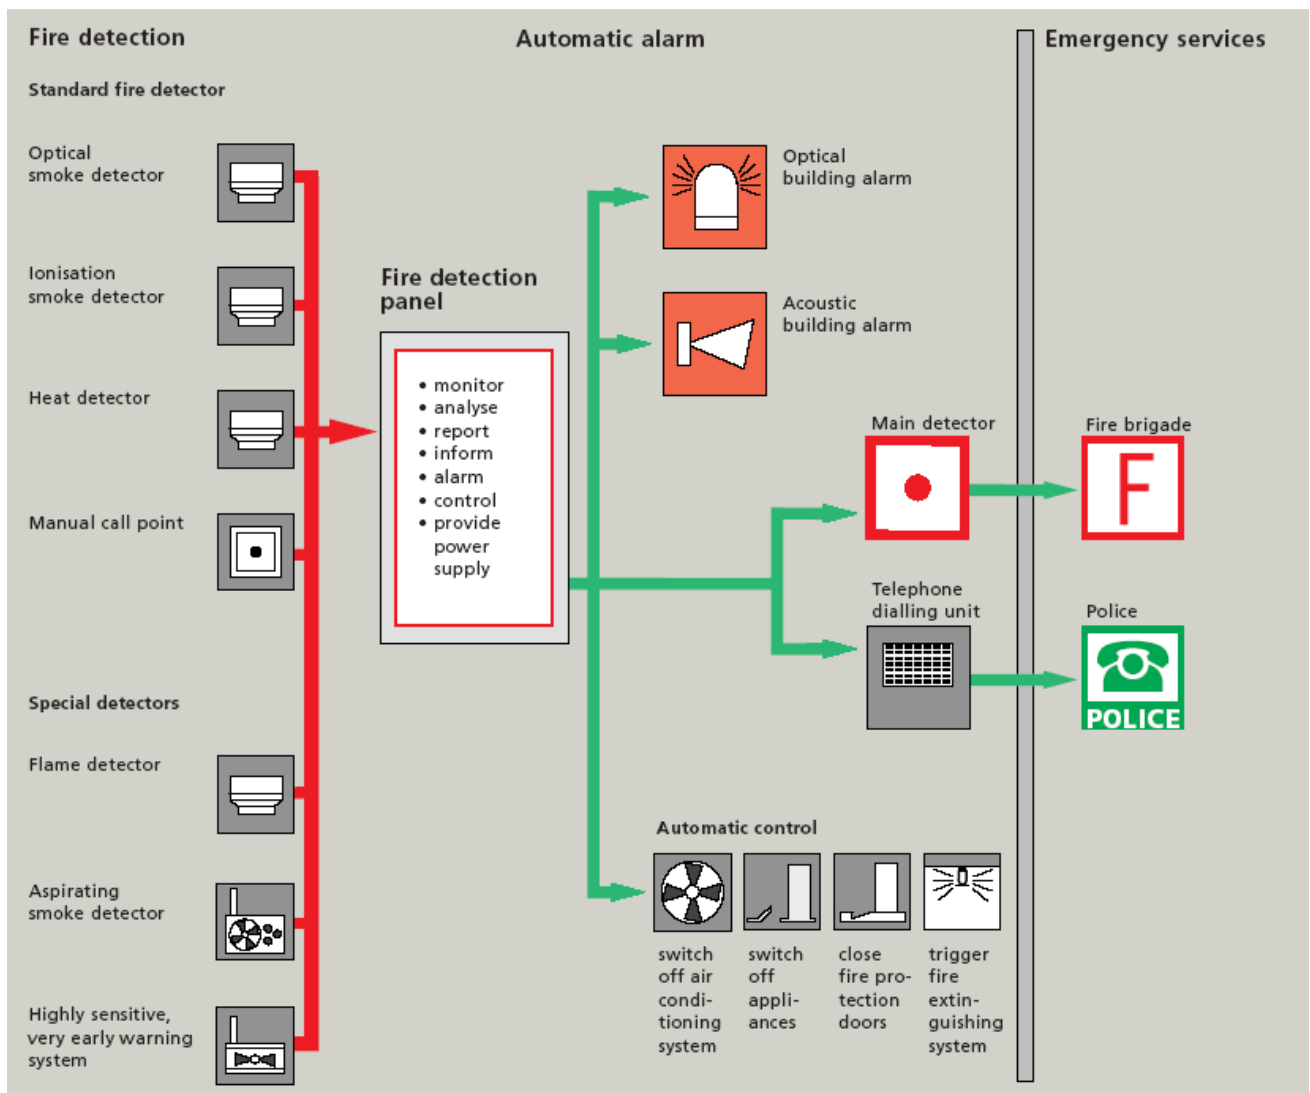 Fire detection
Automatic alarm
Emergency services
Standard fire detector
Optical
smoke detector
Ionisation
smoke detector
Heat detector
Manual call point
Special detectors
Flame detector
Aspirating
smoke detector
Highly sensitive,
very early warning
system
Fire detection
panel
• monitor
• analyse
• report
• inform
• alarm
• control
• provide
power
supply
Optical
building alarm
Acoustic
building alarm
Main detector
Telephone
dialling unit
Automatic control
switch
off air
condi-
tioning
system
switch
off
appli-
ances
close
fire pro-
tection
doors
trigger
fire
extin-
guishing
system
Fire brigade
F
Police
POLICE